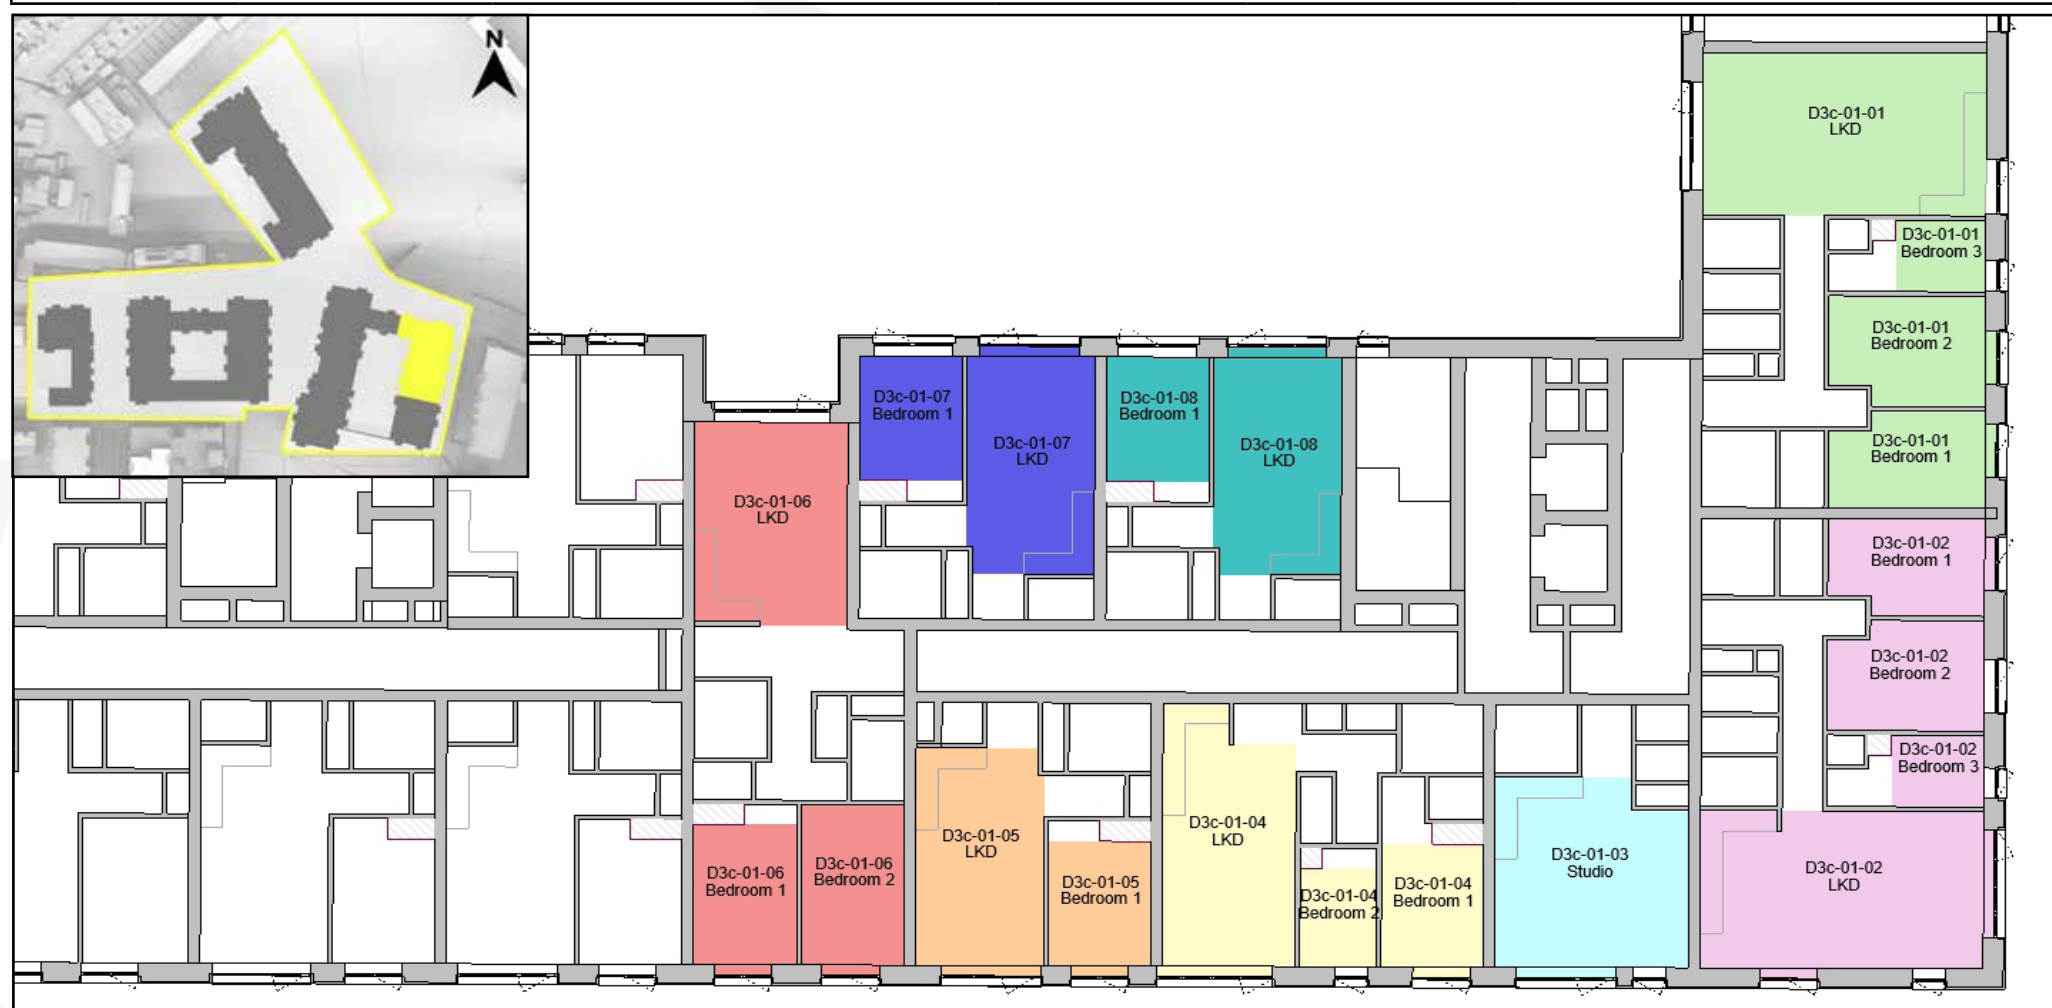 N
D3c-01-01
LKD
D3c-01-01
Bedroom 3
D3c-01-01
Bedroom 2
D3c-01-01
Bedroom 1
D3c-01-07
Bedroom 1
D3c-01-07
LKD
D3c-01-08
Bedroom 1
D3c-01-08
LKD
D3c-01-06
LKD
D3c-01-02
Bedroom 1
D3c-01-02
Bedroom 2
D3c-01-02
Bedroom 3
D3c-01-02
LKD
D3c-01-06
Bedroom 1
D3c-01-06
Bedroom 2
D3c-01-05
LKD
D3c-01-05
Bedroom 1
D3c-01-04
LKD
D3c-01-04
Bedroom 2
D3c-01-04
Bedroom 1
D3c-01-03
Studio